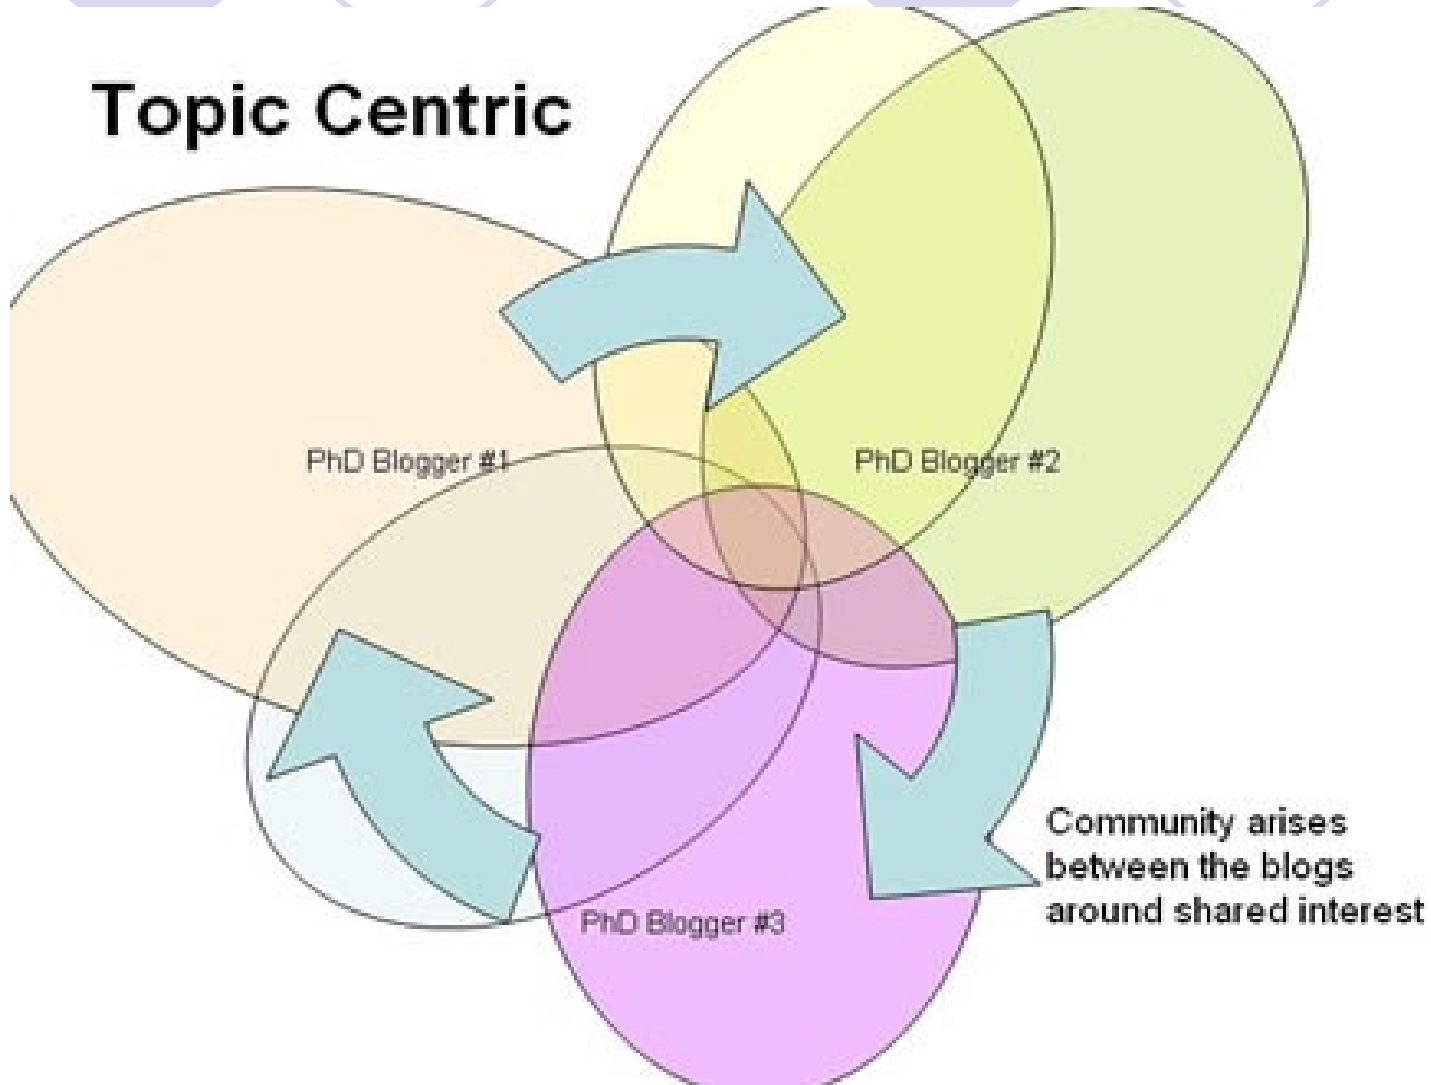 Topic Centric
PhD Blogger #1
PhD Blogger #2
Community arises
between the blogs
around shared interest
PhD Blogger #3